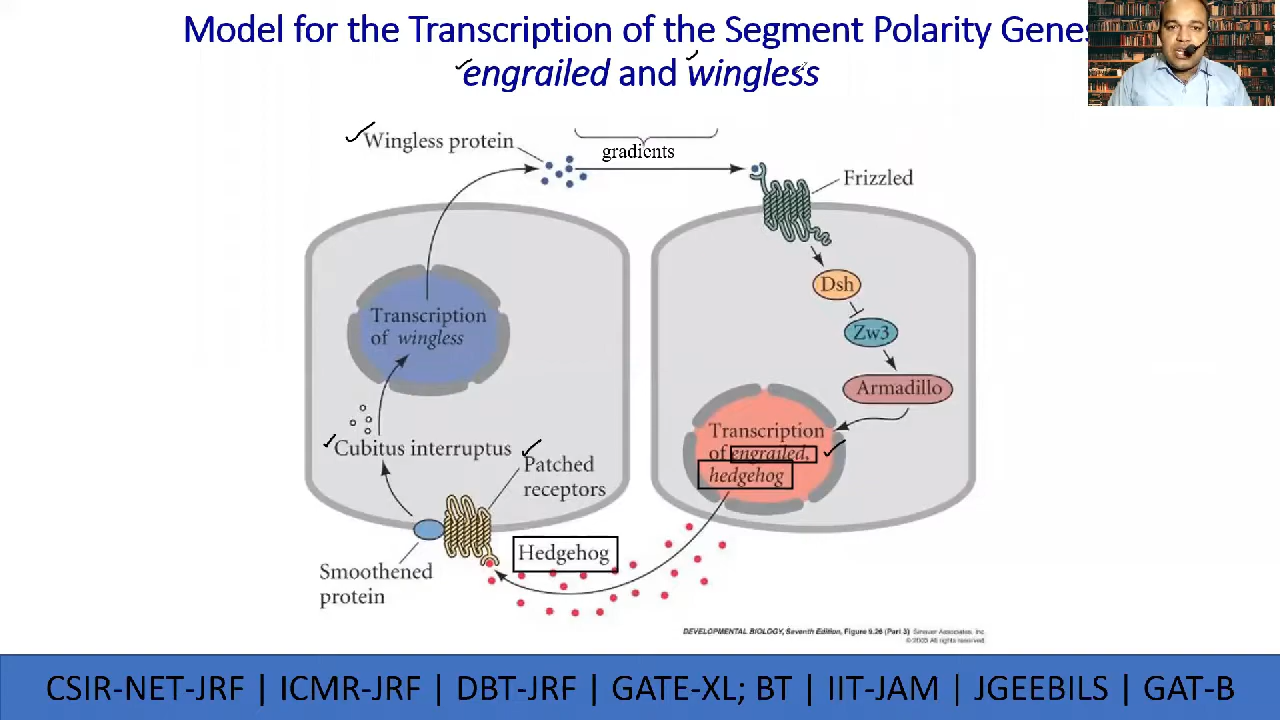 Model for the Transcription of the Segment Polarity Genes
engrailed and wingless
Wingless protein
gradients
Frizzled
Dsh
Zw3
Armadillo
Transcription
of wingless
Transcription
of engrailed,
hedgehog
Cubitus interruptus
Patched
receptors
Hedgehog
Smoothened
protein
DEVELOPMENTAL BIOLOGY, Seventh Edition, Figure 9.26 (Part 3) Sinauer Associates, Inc.
© 2003 All rights reserved.
CSIR-NET-JRF | ICMR-JRF | DBT-JRF | GATE-XL; BT | IIT-JAM | JGEEBILS | GAT-B